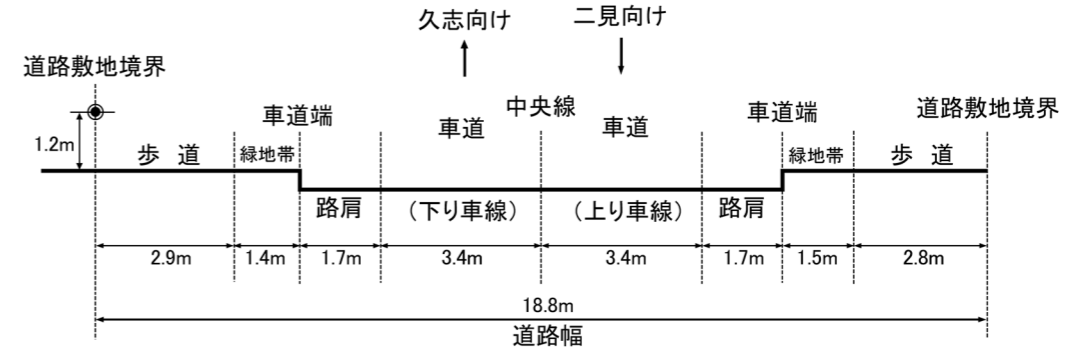 久志向け
二見向け
道路敷地境界
車道端
車道
中央線
車道
車道端
道路敷地境界
1.2m
歩 道
緑地帯
緑地帯
歩 道
路肩
（下り車線）
（上り車線）
路肩
2.9m
1.4m
1.7m
3.4m
3.4m
1.7m
1.5m
2.8m
18.8m
道路幅